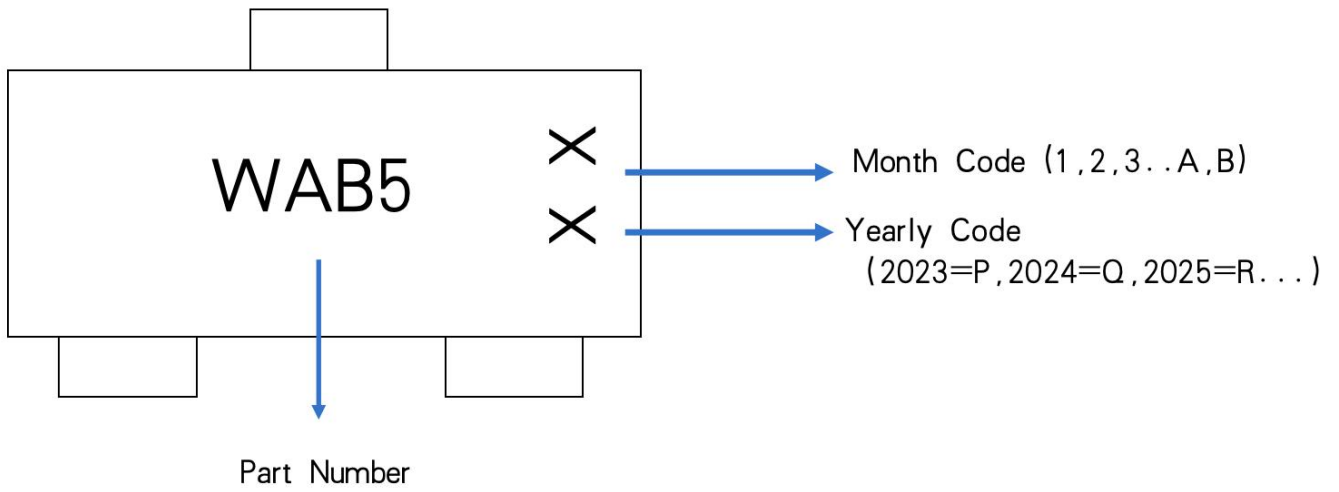 WAB5
X
X
Month Code (1,2,3..A,B)
Yearly Code
(2023=P,2024=Q,2025=R...)
Part Number